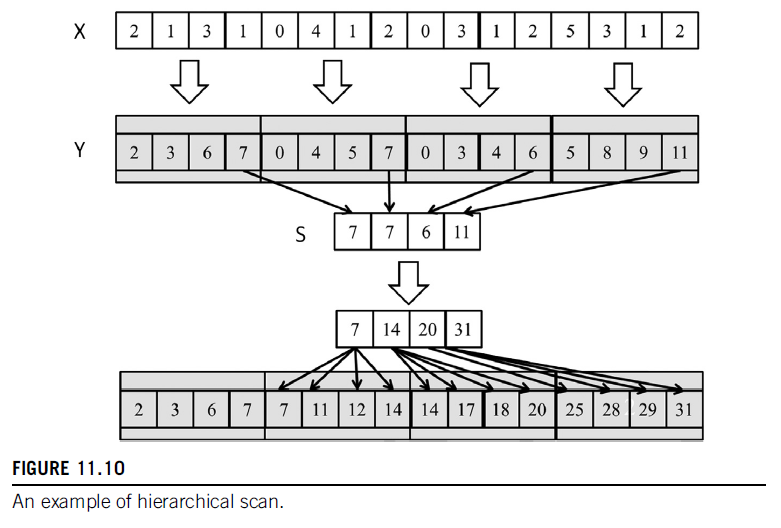 X 2 1 3 1 0 4 1 2 0 3 1 2 5 3 1 2
Y 2 3 6 7 0 4 5 7 0 3 4 6 5 8 9 11
S 7 7 6 11
7 14 20 31
2 3 6 7 7 11 12 14 14 17 18 20 25 28 29 31
FIGURE 11.10
An example of hierarchical scan.